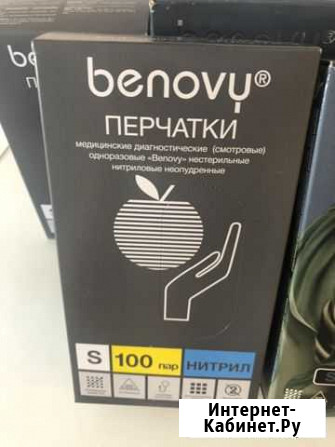 benovy®
ПЕРЧАТКИ
медицинские диагностические (смотровые)
одноразовые «Benovy» нестерильные
нитриловые неопудренные
S 100 пар НИТРИЛ
Интернет-
Кабинет.Ру